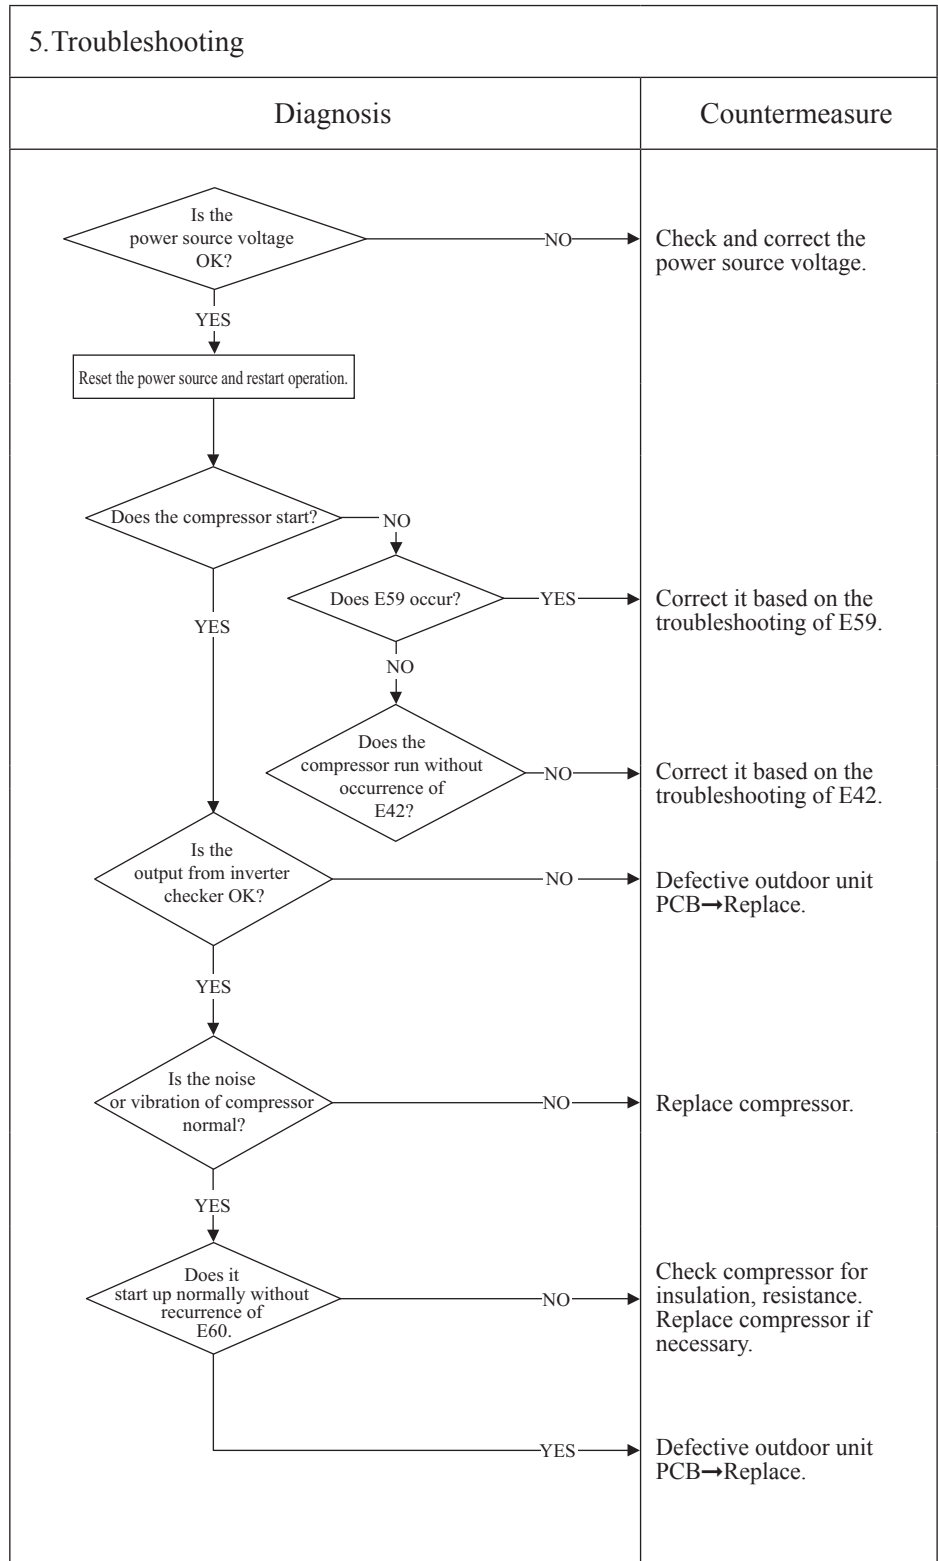 5.Troubleshooting
Diagnosis
Countermeasure
Is the
power source voltage
OK?
NO
Check and correct the
power source voltage.
YES
Reset the power source and restart operation.
Does the compressor start?
NO
Does E59 occur?
YES
Correct it based on the
troubleshooting of E59.
YES
NO
Does the
compressor run without
occurrence of
E42?
NO
Correct it based on the
troubleshooting of E42.
Is the
output from inverter
checker OK?
NO
Defective outdoor unit
PCB→Replace.
YES
Is the noise
or vibration of compressor
normal?
NO
Replace compressor.
YES
Does it
start up normally without
recurrence of
E60.
NO
Check compressor for
insulation, resistance.
Replace compressor if
necessary.
YES
Defective outdoor unit
PCB→Replace.